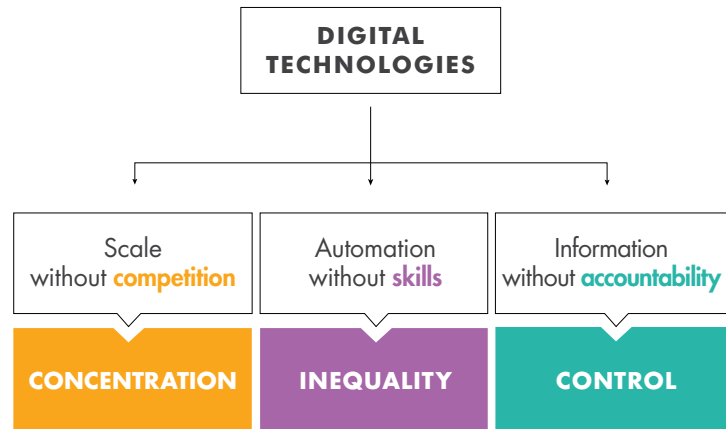 DIGITAL
TECHNOLOGIES
Scale
without competition
Automation
without skills
Information
without accountability
CONCENTRATION
INEQUALITY
CONTROL